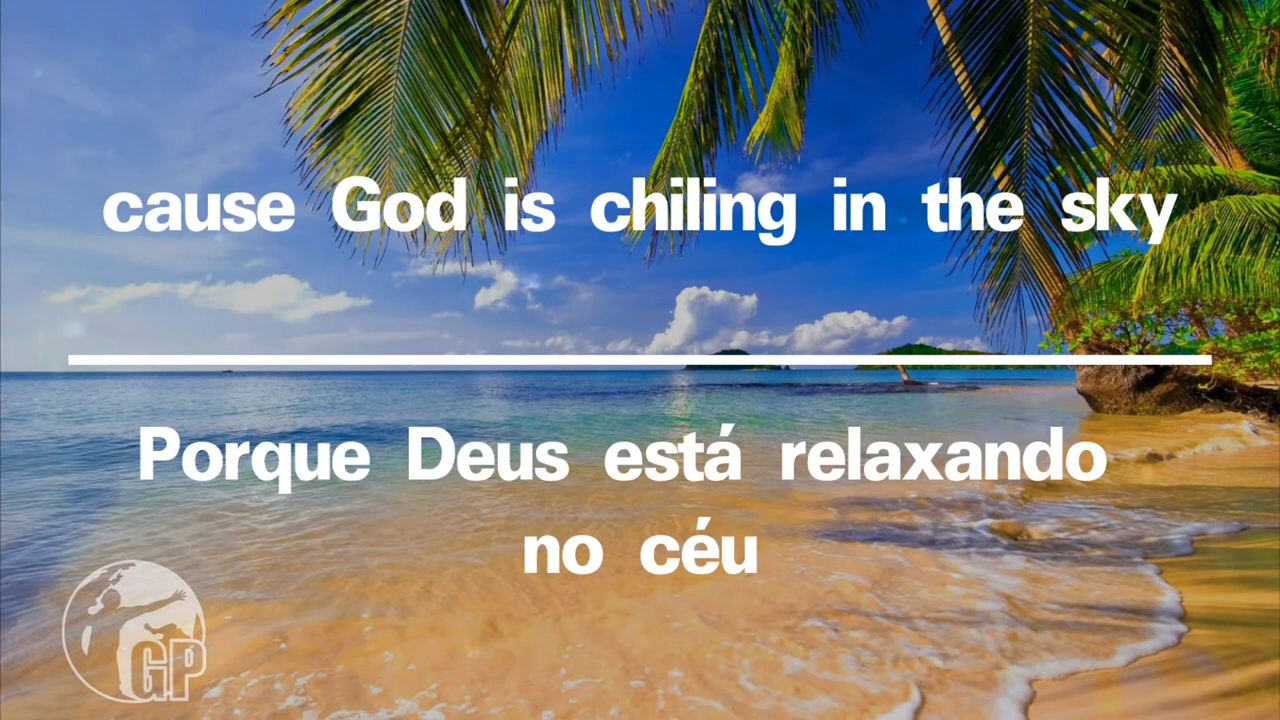 cause God is chiling in the sky
Porque Deus está relaxando
no céu
GP